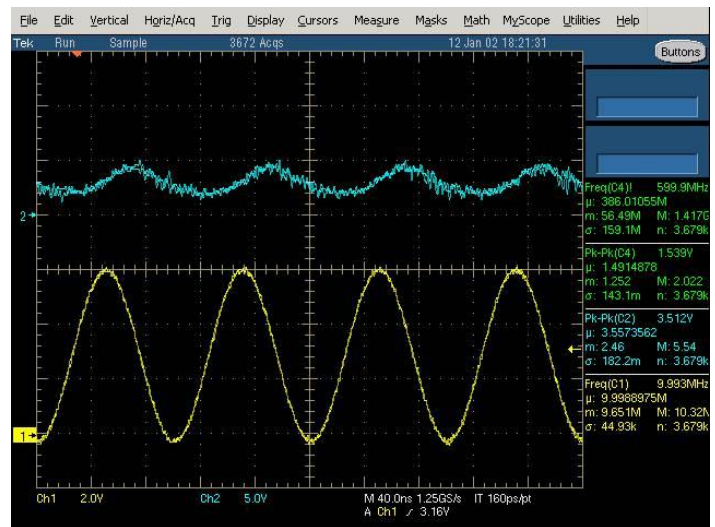 File Edit Vertical Horiz/Acq Trig Display Cursors Measure Masks Math MyScope Utilities Help
Tek Run Sample 3672 Acqs 12 Jan 02 18:21:31
Buttons
Freq(C4)! 599.9MHz
µ: 386.01055M
m: 56.49M M: 1.417G
σ: 159.1M n: 3.679k
Pk-Pk(C4) 1.539V
µ: 1.4914878
m: 1.252 M: 2.022
σ: 143.1m n: 3.679k
2
Pk-Pk(C2) 3.512V
µ: 3.5573562
m: 2.46 M: 5.54
σ: 182.2m n: 3.679k
Freq(C1) 9.993MHz
µ: 9.9988975M
m: 9.651M M: 10.32M
σ: 44.93k n: 3.679k
1
Ch1 2.0V Ch2 5.0V M 40.0ns 1.25GS/s IT 160ps/pt
A Ch1 ⁄ 3.16V